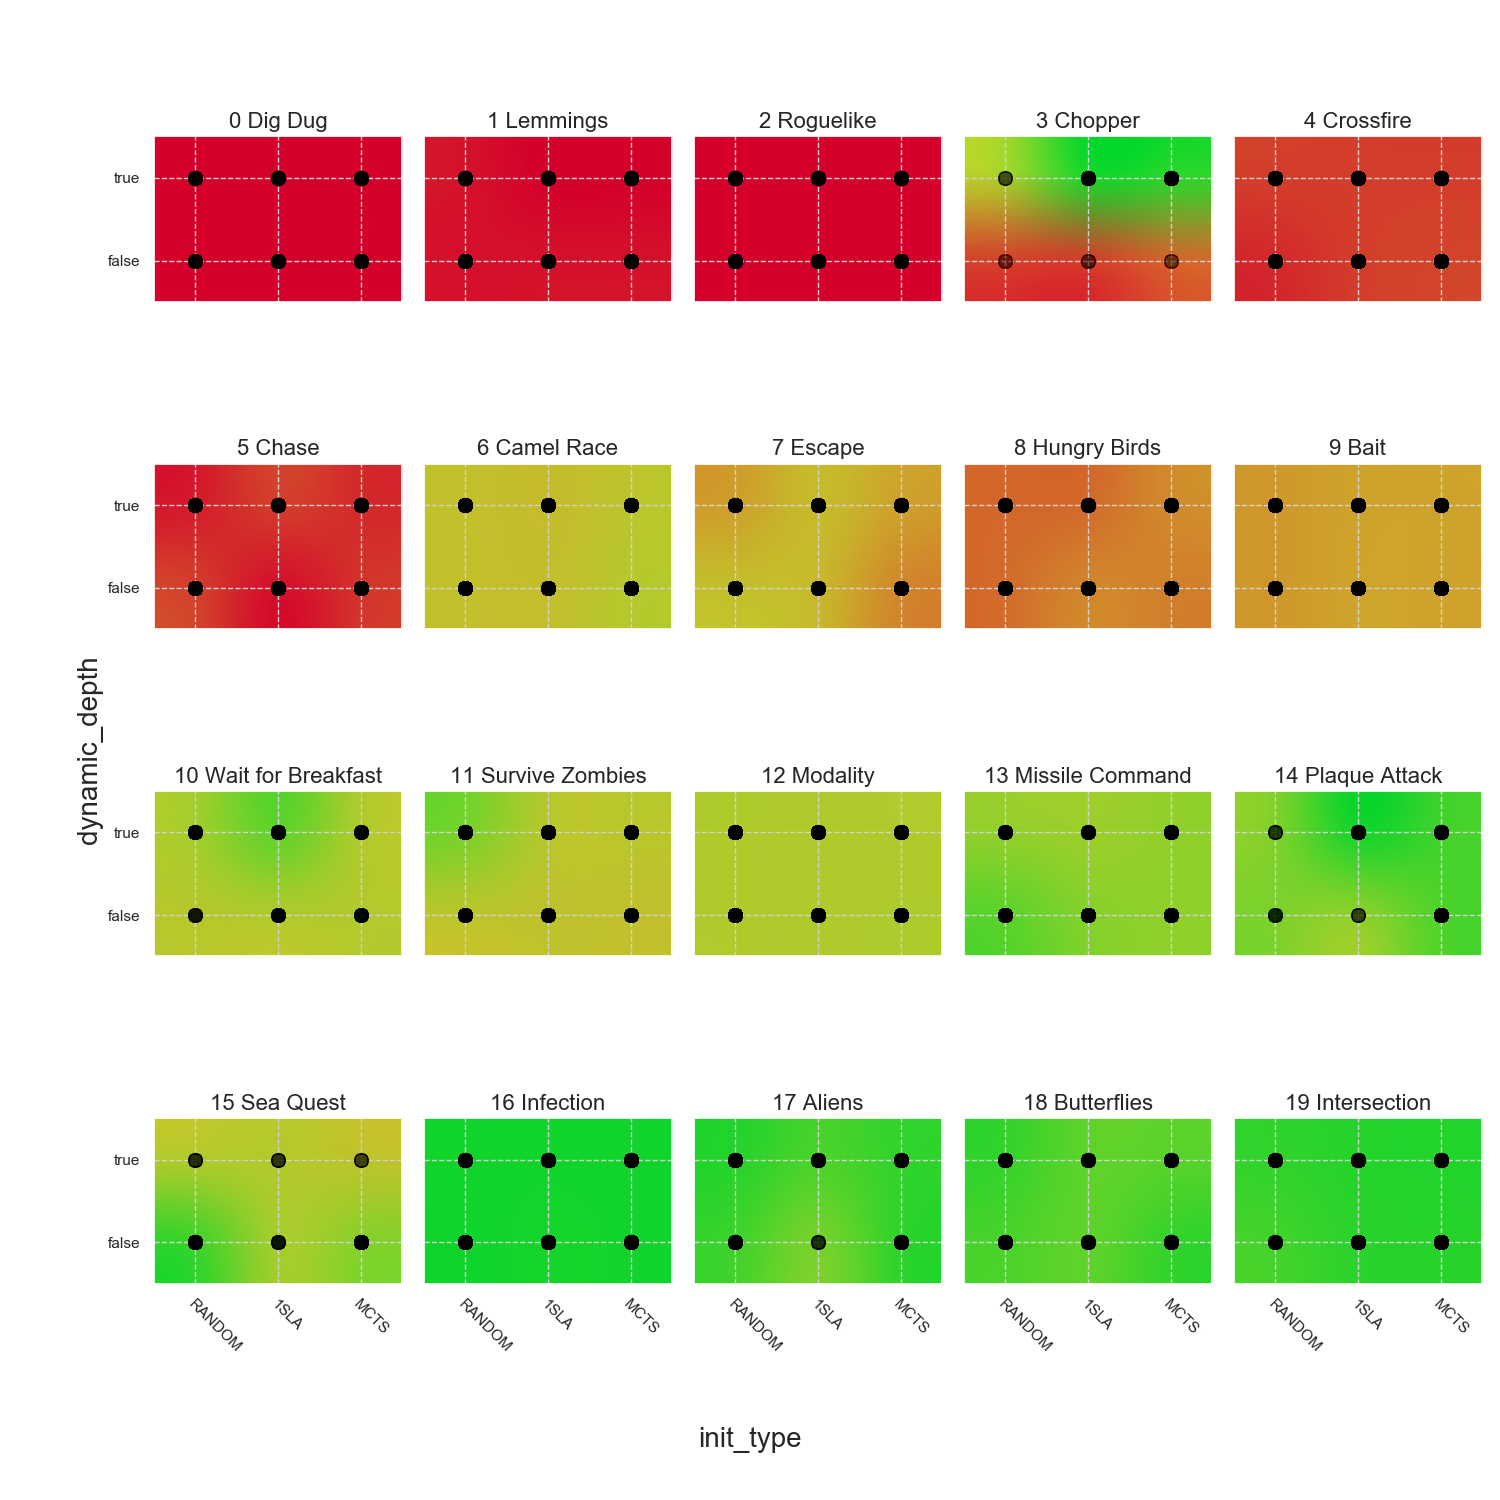 0 Dig Dug
1 Lemmings
2 Roguelike
3 Chopper
4 Crossfire
true
false
5 Chase
6 Camel Race
7 Escape
8 Hungry Birds
9 Bait
true
false
dynamic_depth
10 Wait for Breakfast
11 Survive Zombies
12 Modality
13 Missile Command
14 Plaque Attack
true
false
15 Sea Quest
16 Infection
17 Aliens
18 Butterflies
19 Intersection
true
false
RANDOM
1SLA
MCTS
RANDOM
1SLA
MCTS
RANDOM
1SLA
MCTS
RANDOM
1SLA
MCTS
RANDOM
1SLA
MCTS
init_type